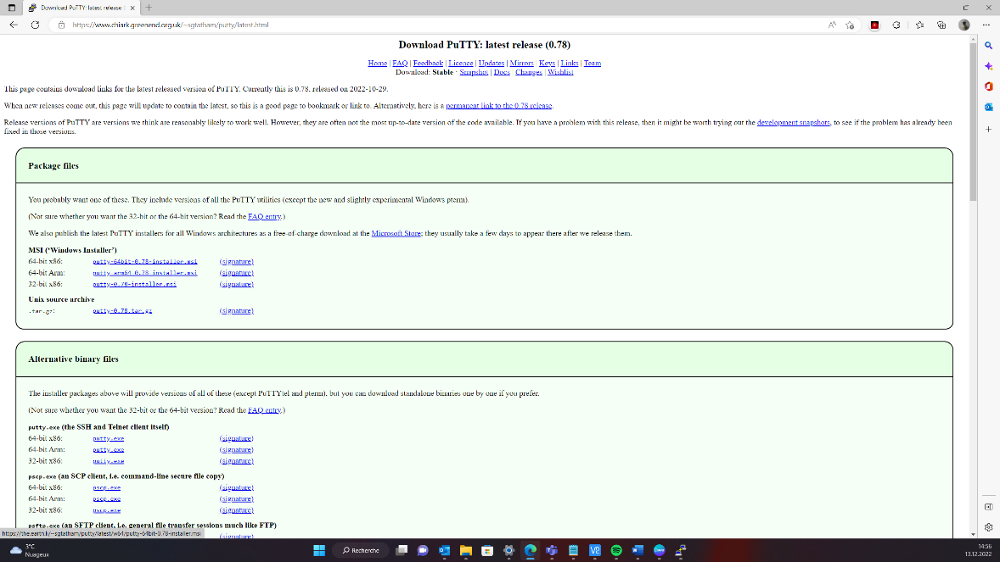 Download PuTTY: latest release
https://www.chiark.greenend.org.uk/~sgtatham/putty/latest.html
Download PuTTY: latest release (0.78)
Home | FAQ | Feedback | Licence | Updates | Mirrors | Keys | Links | Team
Download: Stable · Snapshot | Docs | Changes | Wishlist
This page contains download links for the latest released version of PuTTY. Currently this is 0.78, released on 2022-10-29.
When new releases come out, this page will update to contain the latest, so this is a good page to bookmark or link to. Alternatively, here is a permanent link to the 0.78 release.
Release versions of PuTTY are versions we think are reasonably likely to work well. However, they are often not the most up-to-date version of the code available. If you have a problem with this release, then it might be worth trying out the development snapshots, to see if the problem has already been
fixed in those versions.
Package files
You probably want one of these. They include versions of all the PuTTY utilities (except the new and slightly experimental Windows pterm).
(Not sure whether you want the 32-bit or the 64-bit version? Read the FAQ entry.)
We also publish the latest PuTTY installers for all Windows architectures as a free-of-charge download at the Microsoft Store; they usually take a few days to appear there after we release them.
MSI (‘Windows Installer’)
64-bit x86: putty-64bit-0.78-installer.msi (signature)
64-bit Arm: putty-arm64-0.78-installer.msi (signature)
32-bit x86: putty-0.78-installer.msi (signature)
Unix source archive
.tar.gz: putty-0.78.tar.gz (signature)
Alternative binary files
The installer packages above will provide versions of all of these (except PuTTYtel and pterm), but you can download standalone binaries one by one if you prefer.
(Not sure whether you want the 32-bit or the 64-bit version? Read the FAQ entry.)
putty.exe (the SSH and Telnet client itself)
64-bit x86: putty.exe (signature)
64-bit Arm: putty.exe (signature)
32-bit x86: putty.exe (signature)
pscp.exe (an SCP client, i.e. command-line secure file copy)
64-bit x86: pscp.exe (signature)
64-bit Arm: pscp.exe (signature)
32-bit x86: pscp.exe (signature)
psftp.exe (an SFTP client, i.e. general file transfer sessions much like FTP)
(signature)
https://the.earth.li/~sgtatham/putty/latest/w64/putty-64bit-0.78-installer.msi
3°C
Nuageux
Recherche
14:56
13.12.2022